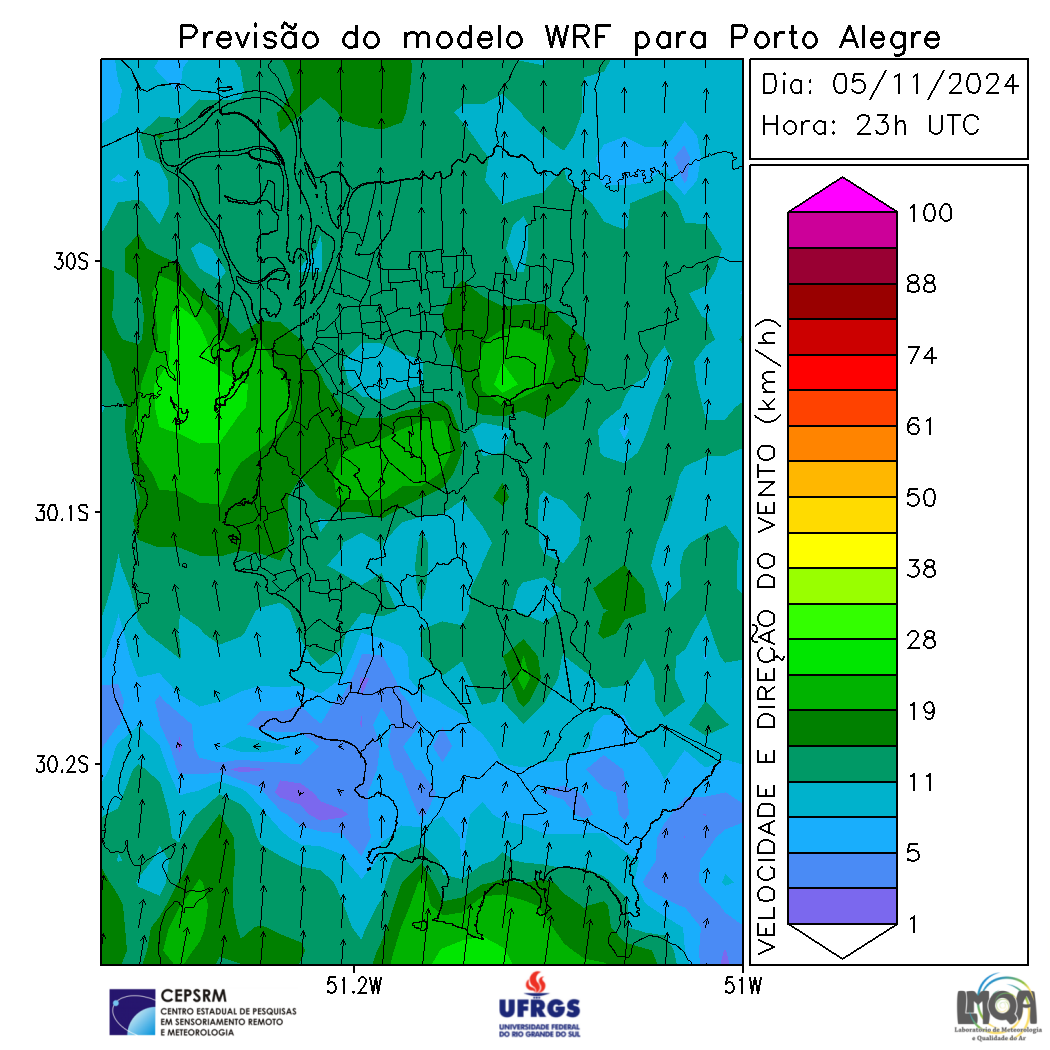 Previsão do modelo WRF para Porto Alegre
Dia: 05/11/2024
Hora: 23h UTC
30S
30.1S
30.2S
51.2W
51W
VELOCIDADE E DIREÇÃO DO VENTO (km/h)
100
88
74
61
50
38
28
19
11
5
1
CEPSRM
CENTRO ESTADUAL DE PESQUISAS
EM SENSORIAMENTO REMOTO
E METEOROLOGIA
UFRGS
UNIVERSIDADE FEDERAL
DO RIO GRANDE DO SUL
LMQA
Laboratório de Meteorologia
e Qualidade do Ar